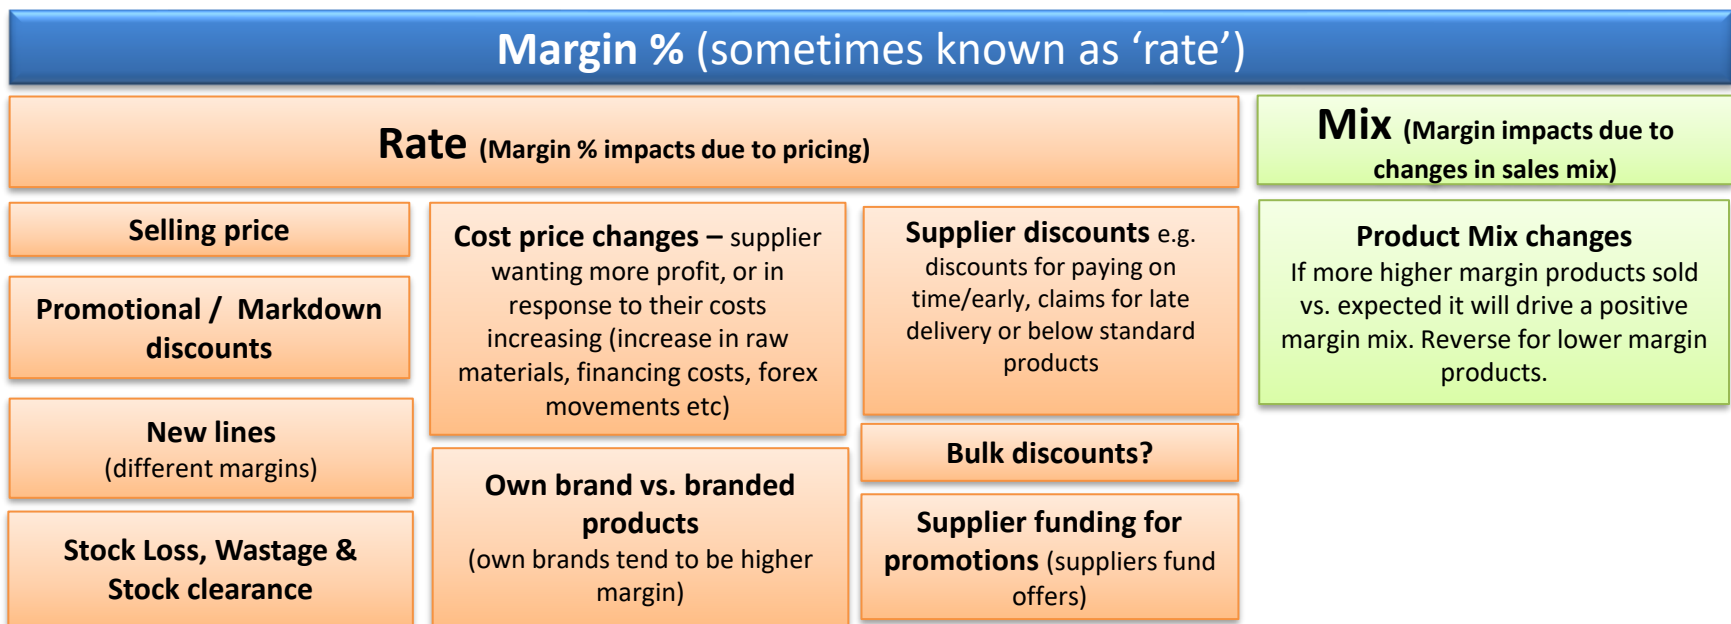 Margin % (sometimes known as ‘rate’)
Rate (Margin % impacts due to pricing)
Mix (Margin impacts due to
changes in sales mix)
Selling price
Promotional / Markdown
discounts
New lines
(different margins)
Stock Loss, Wastage &
Stock clearance
Cost price changes – supplier
wanting more profit, or in
response to their costs
increasing (increase in raw
materials, financing costs, forex
movements etc)
Own brand vs. branded
products
(own brands tend to be higher
margin)
Supplier discounts e.g.
discounts for paying on
time/early, claims for late
delivery or below standard
products
Bulk discounts?
Supplier funding for
promotions (suppliers fund
offers)
Product Mix changes
If more higher margin products sold
vs. expected it will drive a positive
margin mix. Reverse for lower margin
products.